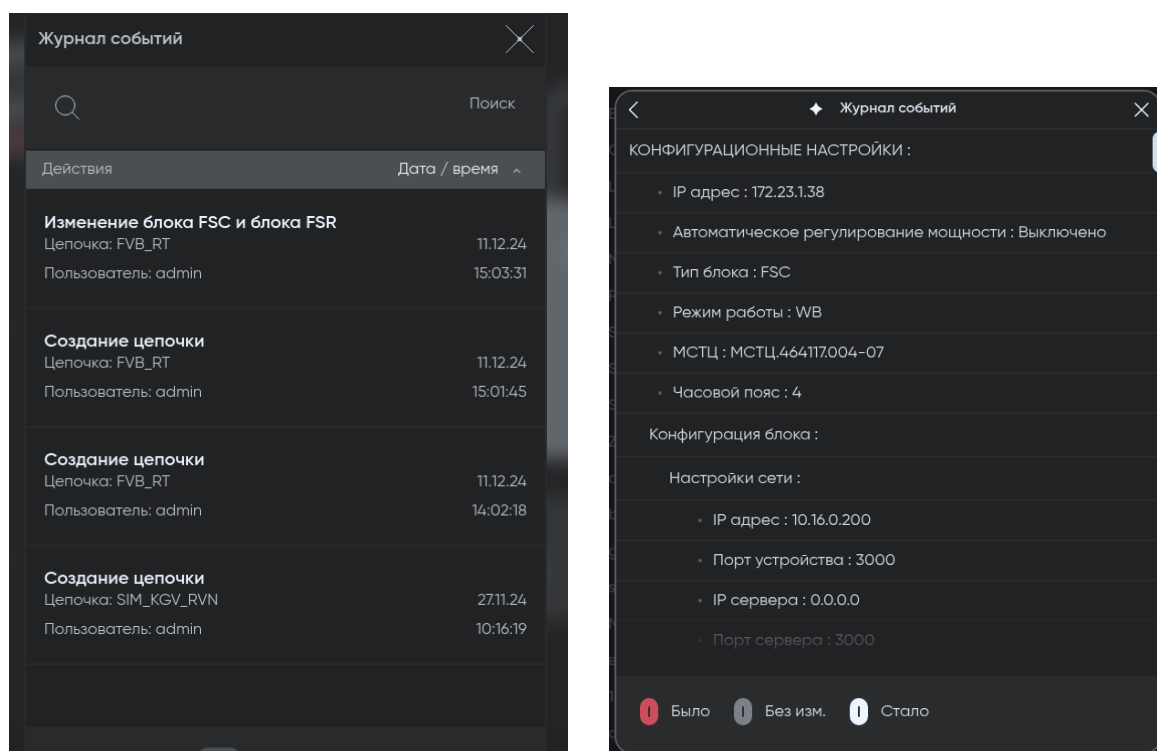 Журнал событий
Поиск
Действия Дата / время
Изменение блока FSC и блока FSR
Цепочка: FVB_RT 11.12.24
Пользователь: admin 15:03:31
Создание цепочки
Цепочка: FVB_RT 11.12.24
Пользователь: admin 15:01:45
Создание цепочки
Цепочка: FVB_RT 11.12.24
Пользователь: admin 14:02:18
Создание цепочки
Цепочка: SIM_KGV_RVN 27.11.24
Пользователь: admin 10:16:19
Журнал событий
КОНФИГУРАЦИОННЫЕ НАСТРОЙКИ :
• IP адрес : 172.23.1.38
• Автоматическое регулирование мощности : Выключено
• Тип блока : FSC
• Режим работы : WB
• МСТЦ : МСТЦ.464117.004-07
• Часовой пояс : 4
Конфигурация блока :
Настройки сети :
• IP адрес : 10.16.0.200
• Порт устройства : 3000
• IP сервера : 0.0.0.0
• Порт сервера : 3000
Было Без изм. Стало